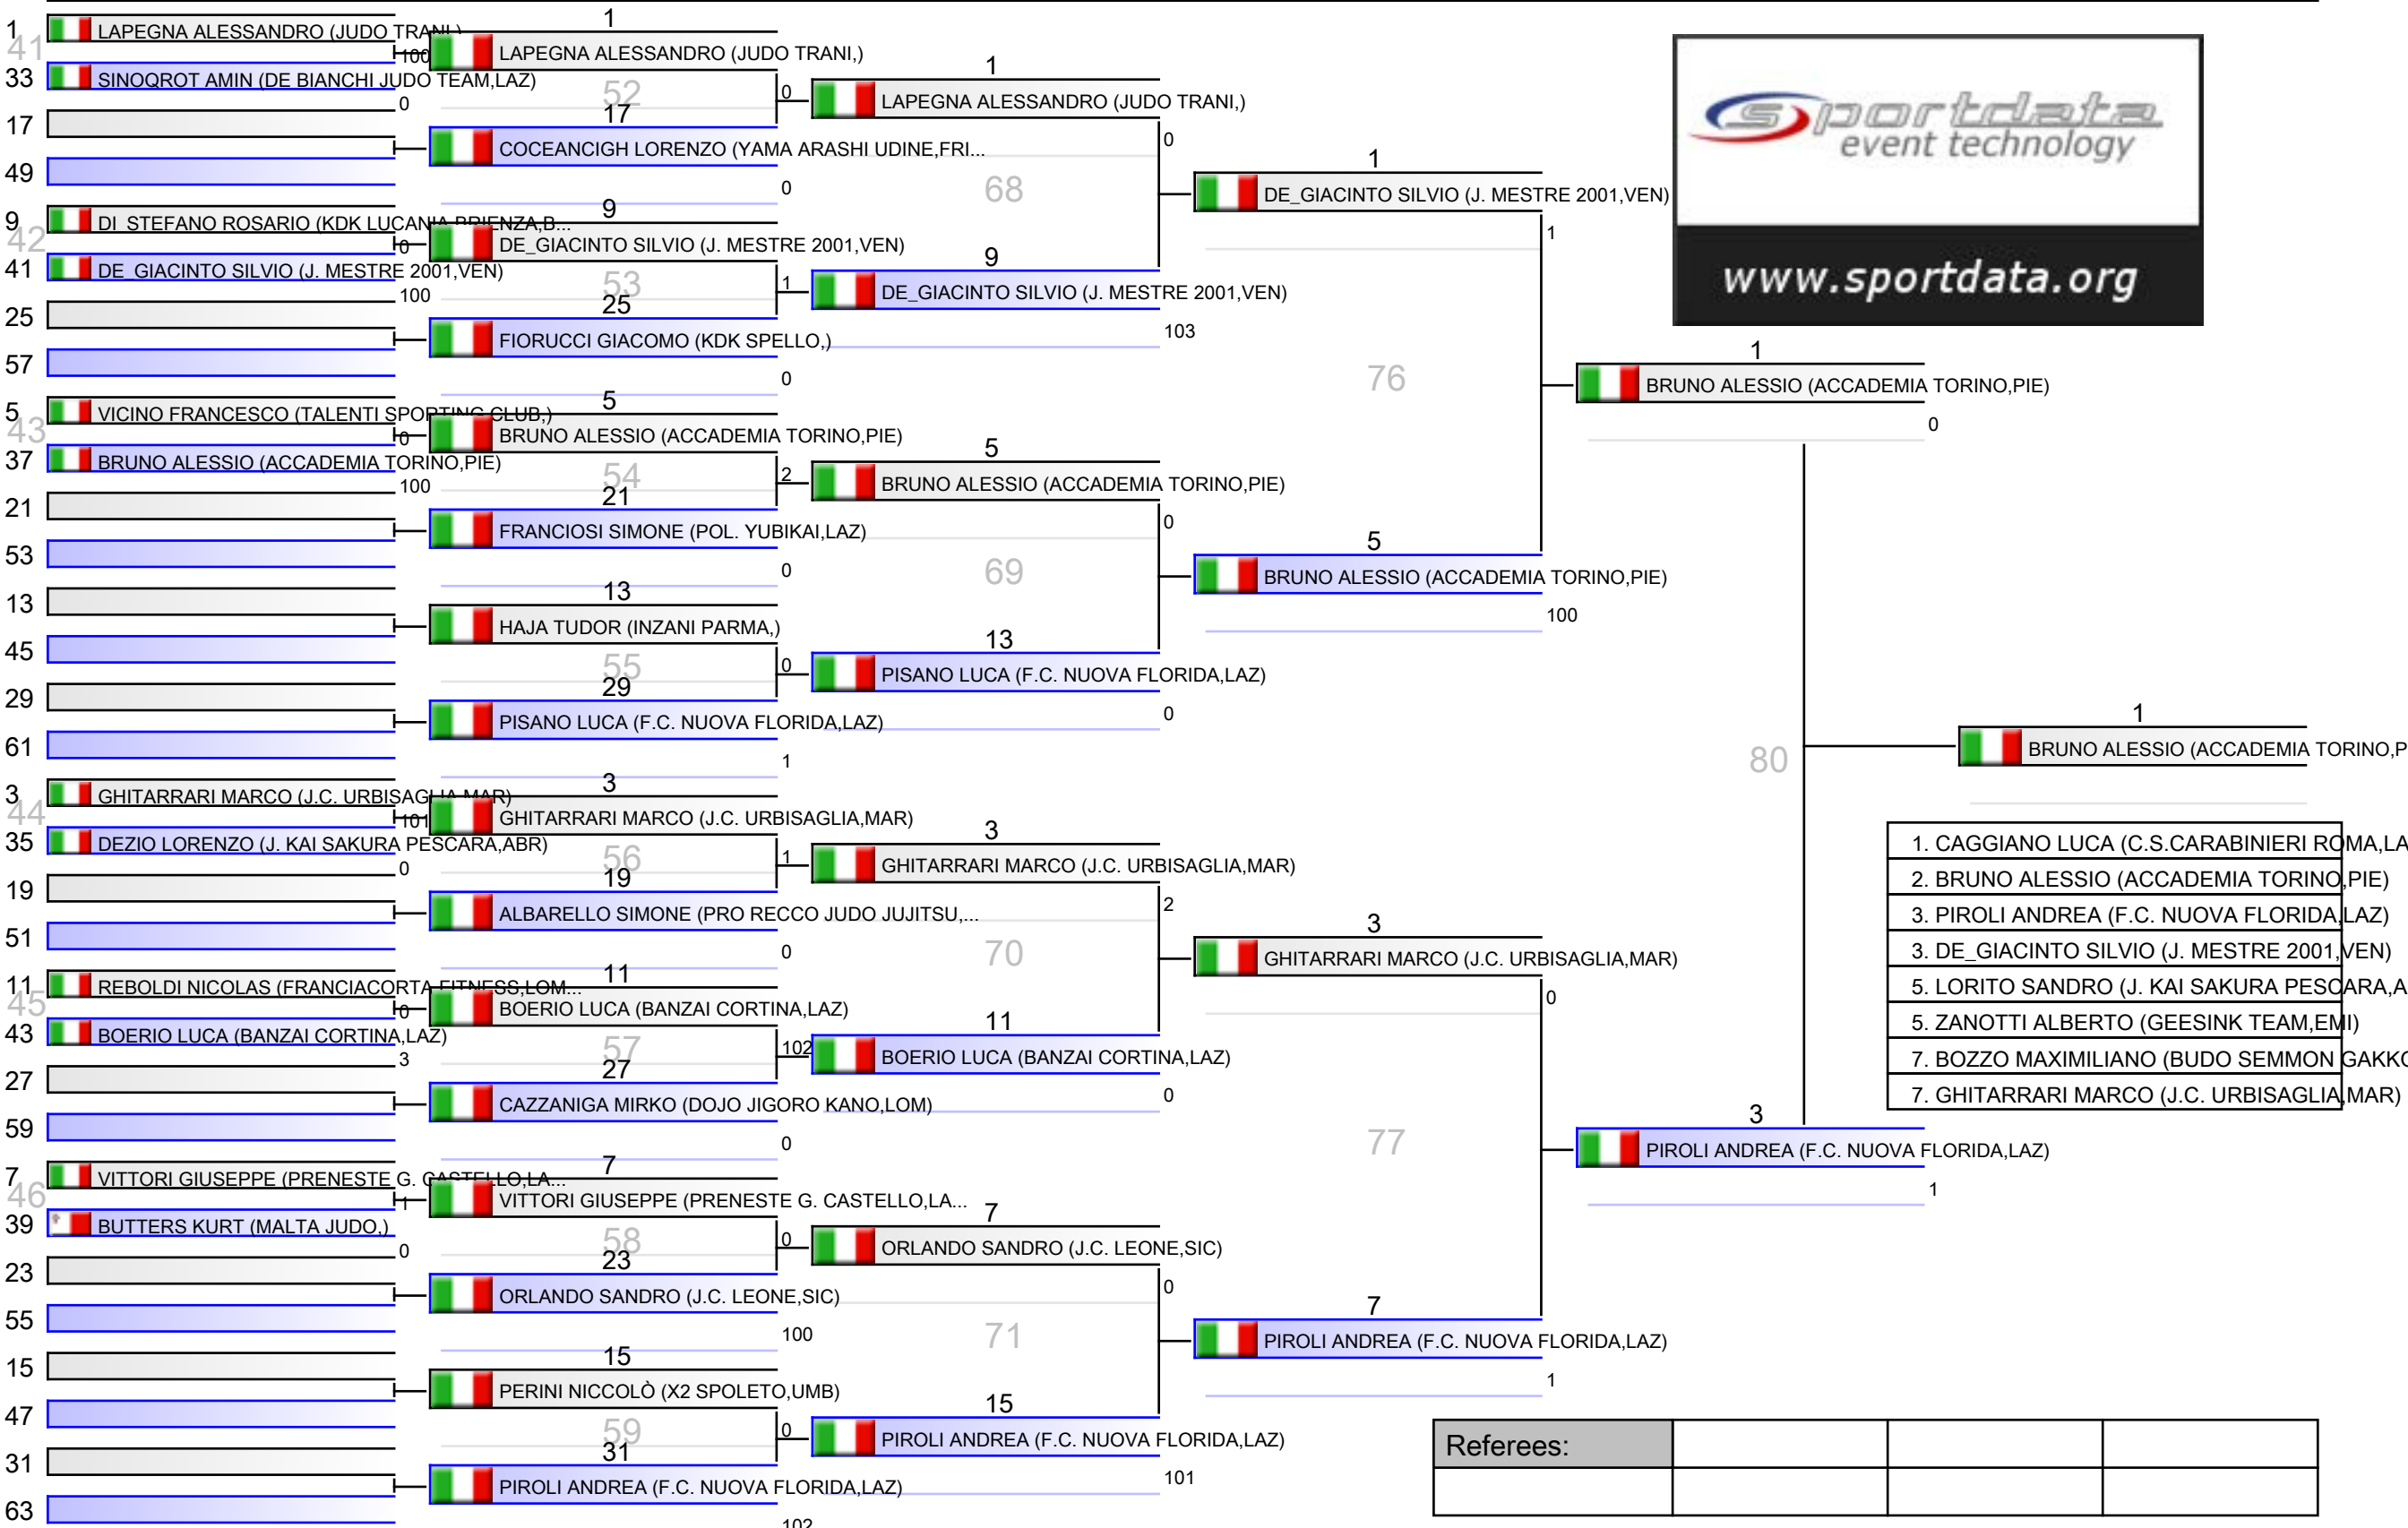 1
41
LAPEGNA ALESSANDRO (JUDO TRANI,)
100
33
SINOQROT AMIN (DE BIANCHI JUDO TEAM,LAZ)
0
17
49
9
42
DI_STEFANO ROSARIO (KDK LUCANIA BRIENZA,B...
0
41
DE_GIACINTO SILVIO (J. MESTRE 2001,VEN)
100
25
57
5
43
VICINO FRANCESCO (TALENTI SPORTING CLUB,)
0
37
BRUNO ALESSIO (ACCADEMIA TORINO,PIE)
100
21
53
13
45
29
61
3
44
GHITARRARI MARCO (J.C. URBISAGLIA,MAR)
101
35
DEZIO LORENZO (J. KAI SAKURA PESCARA,ABR)
0
19
51
11
45
REBOLDI NICOLAS (FRANCIACORTA FITNESS,LOM...
0
43
BOERIO LUCA (BANZAI CORTINA,LAZ)
3
27
59
7
46
VITTORI GIUSEPPE (PRENESTE G. CASTELLO,LA...
1
39
BUTTERS KURT (MALTA JUDO,)
0
23
55
15
47
31
63
1
LAPEGNA ALESSANDRO (JUDO TRANI,)
0
52
17
COCEANCIGH LORENZO (YAMA ARASHI UDINE,FRI...
0
9
DE_GIACINTO SILVIO (J. MESTRE 2001,VEN)
1
53
25
FIORUCCI GIACOMO (KDK SPELLO,)
0
5
BRUNO ALESSIO (ACCADEMIA TORINO,PIE)
2
54
21
FRANCIOSI SIMONE (POL. YUBIKAI,LAZ)
0
13
HAJA TUDOR (INZANI PARMA,)
0
55
29
PISANO LUCA (F.C. NUOVA FLORIDA,LAZ)
1
3
GHITARRARI MARCO (J.C. URBISAGLIA,MAR)
1
56
19
ALBARELLO SIMONE (PRO RECCO JUDO JUJITSU,...
0
11
BOERIO LUCA (BANZAI CORTINA,LAZ)
102
57
27
CAZZANIGA MIRKO (DOJO JIGORO KANO,LOM)
0
7
VITTORI GIUSEPPE (PRENESTE G. CASTELLO,LA...
0
58
23
ORLANDO SANDRO (J.C. LEONE,SIC)
100
15
PERINI NICCOLÒ (X2 SPOLETO,UMB)
0
59
31
PIROLI ANDREA (F.C. NUOVA FLORIDA,LAZ)
102
1
LAPEGNA ALESSANDRO (JUDO TRANI,)
0
68
9
DE_GIACINTO SILVIO (J. MESTRE 2001,VEN)
103
5
BRUNO ALESSIO (ACCADEMIA TORINO,PIE)
0
69
13
PISANO LUCA (F.C. NUOVA FLORIDA,LAZ)
0
3
GHITARRARI MARCO (J.C. URBISAGLIA,MAR)
2
70
11
BOERIO LUCA (BANZAI CORTINA,LAZ)
0
7
ORLANDO SANDRO (J.C. LEONE,SIC)
0
71
15
PIROLI ANDREA (F.C. NUOVA FLORIDA,LAZ)
101
1
DE_GIACINTO SILVIO (J. MESTRE 2001,VEN)
1
76
5
BRUNO ALESSIO (ACCADEMIA TORINO,PIE)
100
3
GHITARRARI MARCO (J.C. URBISAGLIA,MAR)
0
77
7
PIROLI ANDREA (F.C. NUOVA FLORIDA,LAZ)
1
sportdata
event technology
www.sportdata.org
1
BRUNO ALESSIO (ACCADEMIA TORINO,PIE)
0
80
3
PIROLI ANDREA (F.C. NUOVA FLORIDA,LAZ)
1
1
BRUNO ALESSIO (ACCADEMIA TORINO,P
1. CAGGIANO LUCA (C.S.CARABINIERI ROMA,LA
2. BRUNO ALESSIO (ACCADEMIA TORINO,PIE)
3. PIROLI ANDREA (F.C. NUOVA FLORIDA,LAZ)
3. DE_GIACINTO SILVIO (J. MESTRE 2001,VEN)
5. LORITO SANDRO (J. KAI SAKURA PESCARA,A
5. ZANOTTI ALBERTO (GEESINK TEAM,EMI)
7. BOZZO MAXIMILIANO (BUDO SEMMON GAKKO
7. GHITARRARI MARCO (J.C. URBISAGLIA,MAR)
Referees: